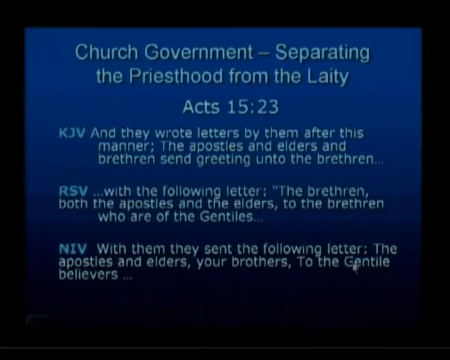 Church Government – Separating
the Priesthood from the Laity
Acts 15:23
KJV And they wrote letters by them after this
manner; The apostles and elders and
brethren send greeting unto the brethren...
RSV ...with the following letter: "The brethren,
both the apostles and the elders, to the brethren
who are of the Gentiles...
NIV With them they sent the following letter: The
apostles and elders, your brothers, To the Gentile
believers ...